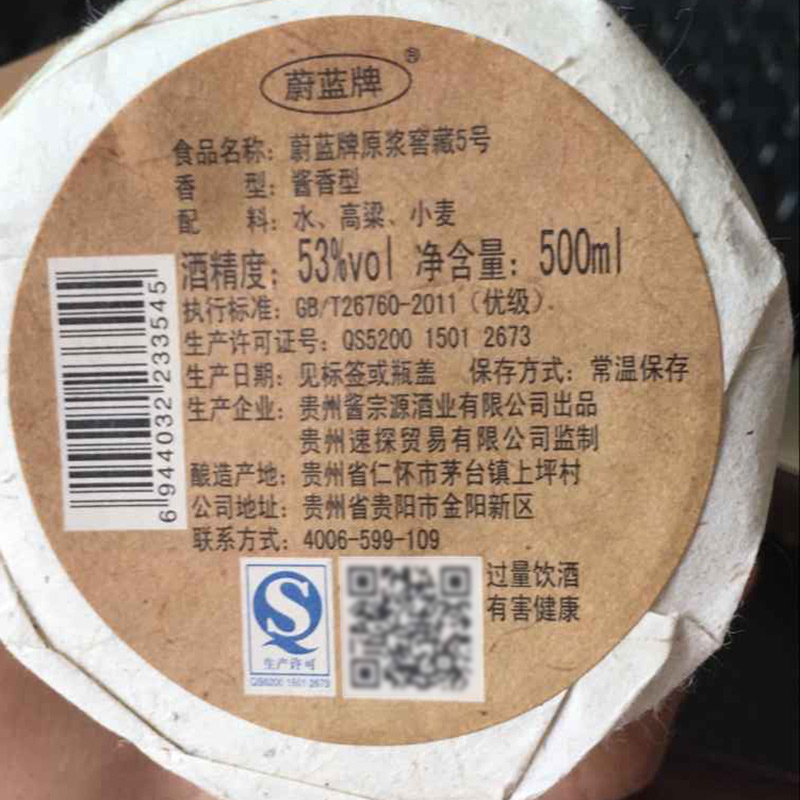 蔚蓝牌®
食品名称：蔚蓝牌原浆窖藏5号
香 型：酱香型
配 料：水、高粱、小麦
酒精度：53%vol 净含量：500ml
执行标准：GB/T26760-2011（优级）.
生产许可证号：QS5200 1501 2673
生产日期：见标签或瓶盖 保存方式：常温保存
生产企业：贵州酱宗源酒业有限公司出品
贵州速探贸易有限公司监制
酿造产地：贵州省仁怀市茅台镇上坪村
公司地址：贵州省贵阳市金阳新区
联系方式：4006-599-109
过量饮酒
有害健康
生产许可
QS5200 1501 2673
6 944032 233545